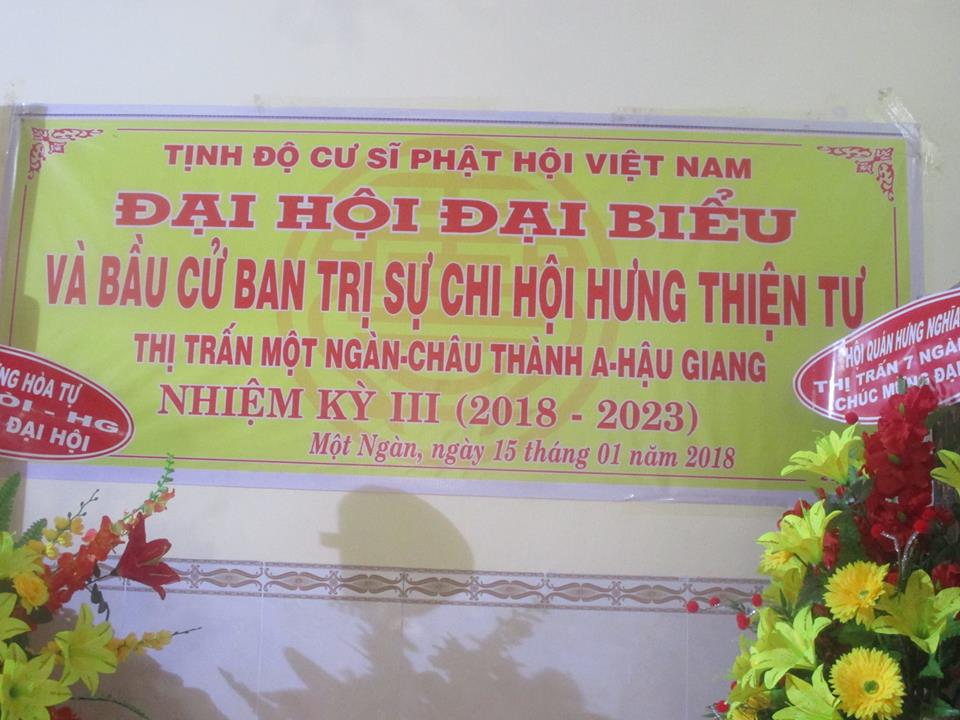 TỊNH ĐỘ CƯ SĨ PHẬT HỘI VIỆT NAM
ĐẠI HỘI ĐẠI BIỂU
VÀ BẦU CỬ BAN TRỊ SỰ CHI HỘI HƯNG THIỆN TỰ
THỊ TRẤN MỘT NGÀN-CHÂU THÀNH A-HẬU GIANG
NHIỆM KỲ III (2018 - 2023)
Một Ngàn, ngày 15 tháng 01 năm 2018
HÒA TỰ
- HG
ĐẠI HỘI
HỘI QUÁN HƯNG NGHĨA
THỊ TRẤN 7 NGÀN
CHÚC MỪNG ĐẠI